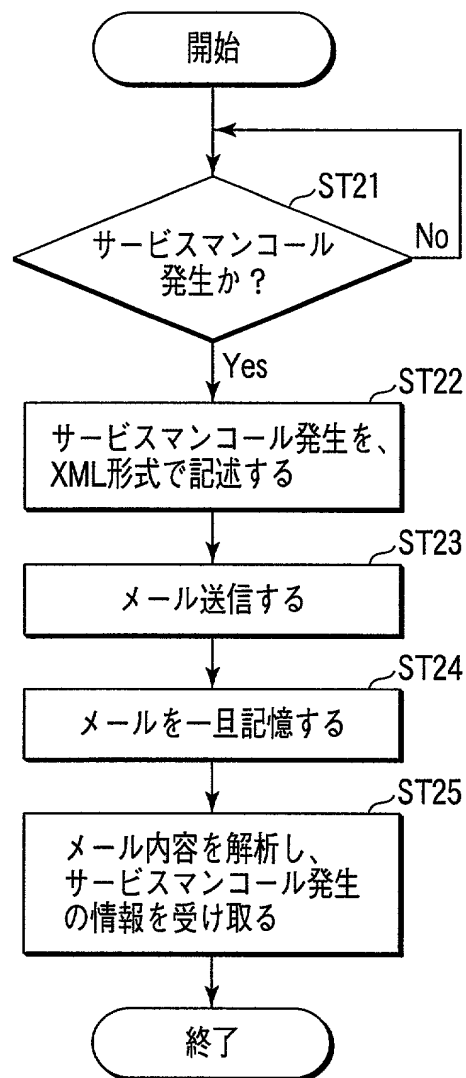 開始
ST21
サービスマンコール
発生か?
No
Yes
ST22
サービスマンコール発生を、
XML形式で記述する
ST23
メール送信する
ST24
メールを一旦記憶する
ST25
メール内容を解析し、
サービスマンコール発生
の情報を受け取る
終了